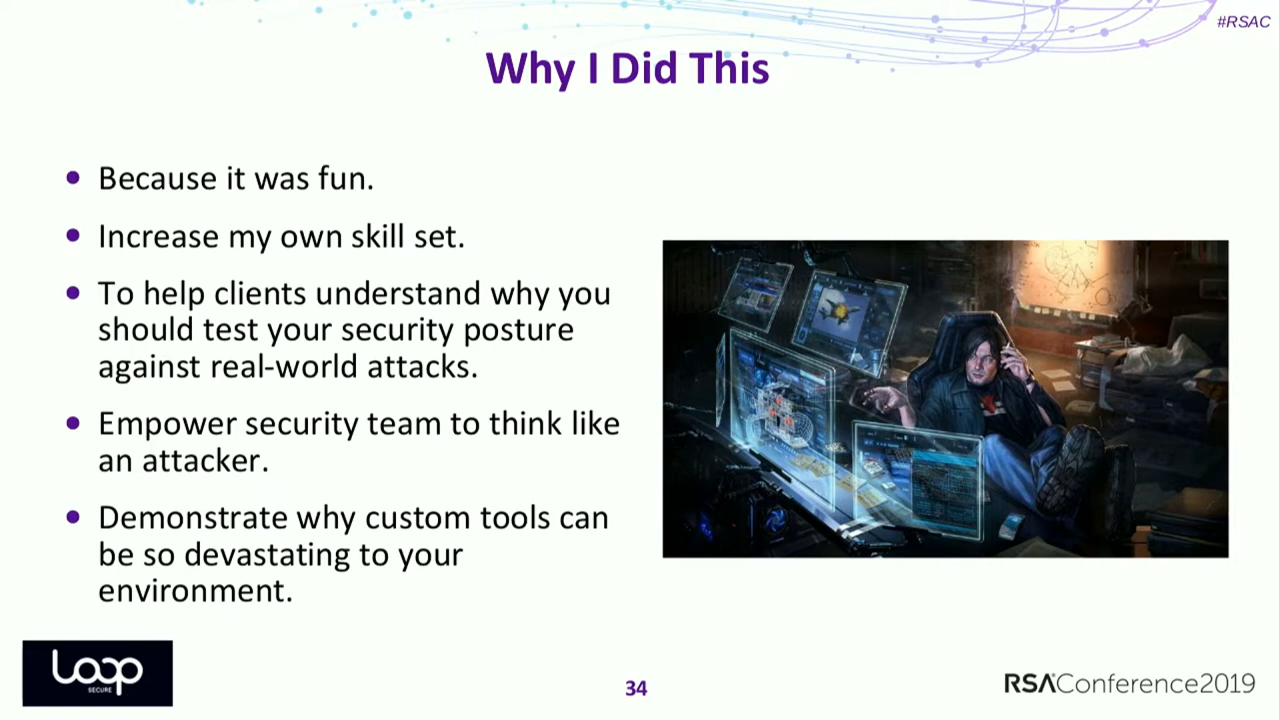 #RSAC
Why I Did This
Because it was fun.
Increase my own skill set.
To help clients understand why you
should test your security posture
against real-world attacks.
Empower security team to think like
an attacker.
Demonstrate why custom tools can
be so devastating to your
environment.
Loop
SECURE
34
RSAConference2019